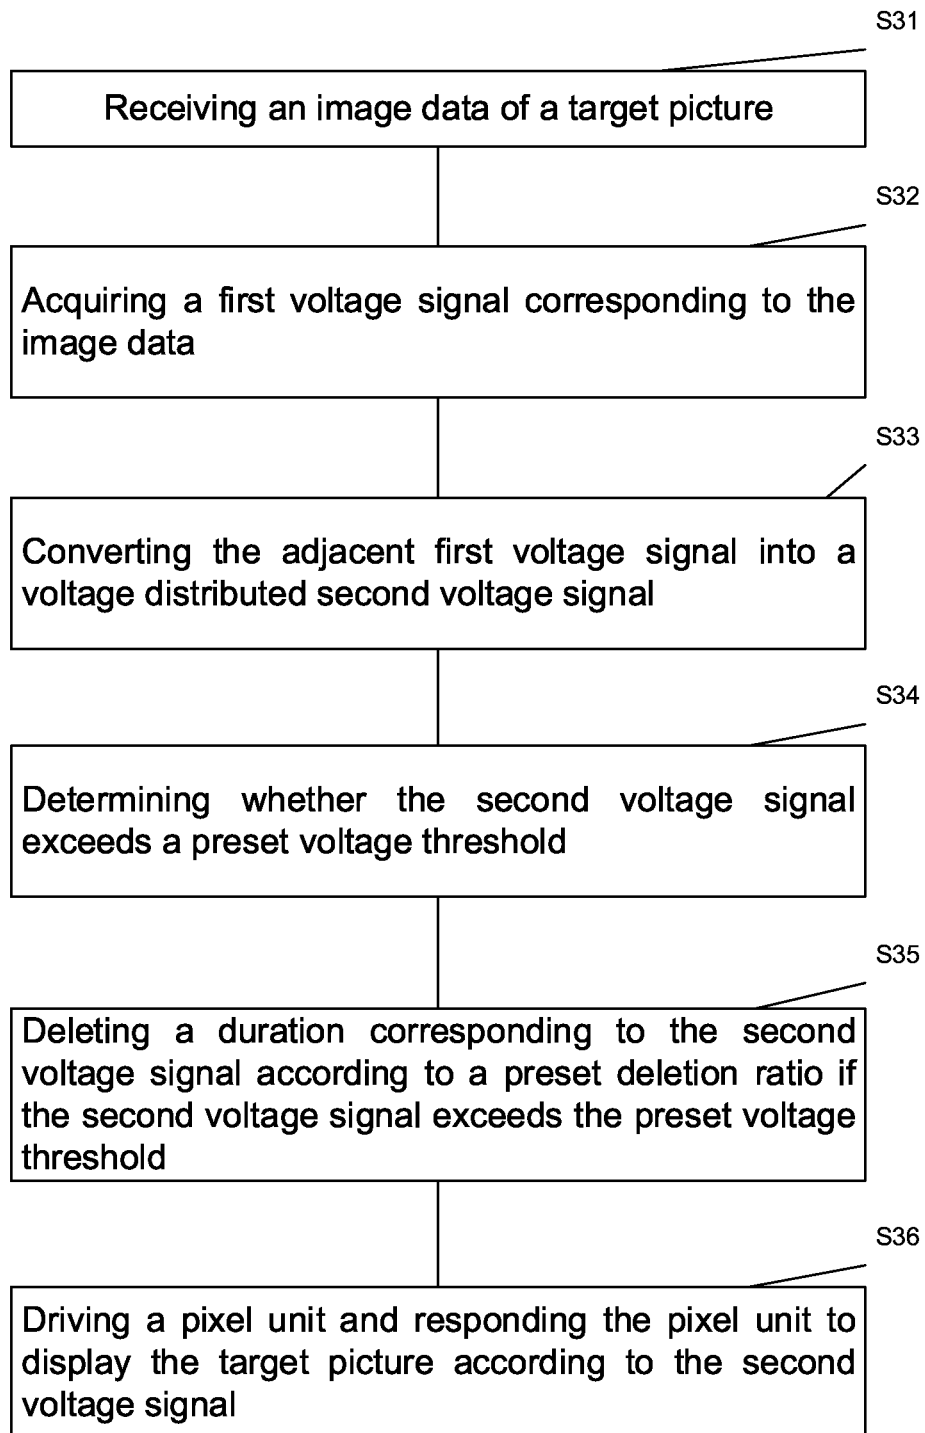 S31
Receiving an image data of a target picture
S32
Acquiring a first voltage signal corresponding to the
image data
S33
Converting the adjacent first voltage signal into a
voltage distributed second voltage signal
S34
Determining whether the second voltage signal
exceeds a preset voltage threshold
S35
Deleting a duration corresponding to the second
voltage signal according to a preset deletion ratio if
the second voltage signal exceeds the preset voltage
threshold
S36
Driving a pixel unit and responding the pixel unit to
display the target picture according to the second
voltage signal